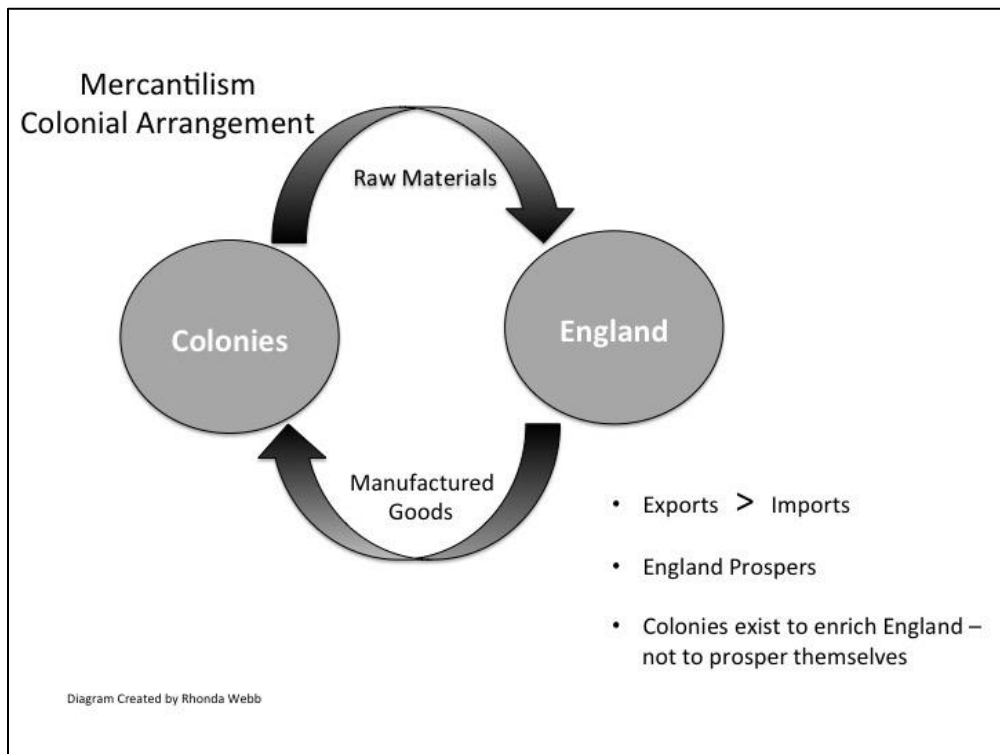 Mercantilism
Colonial Arrangement
Raw Materials
Colonies
England
Manufactured
Goods
• Exports > Imports
• England Prospers
• Colonies exist to enrich England –
not to prosper themselves
Diagram Created by Rhonda Webb